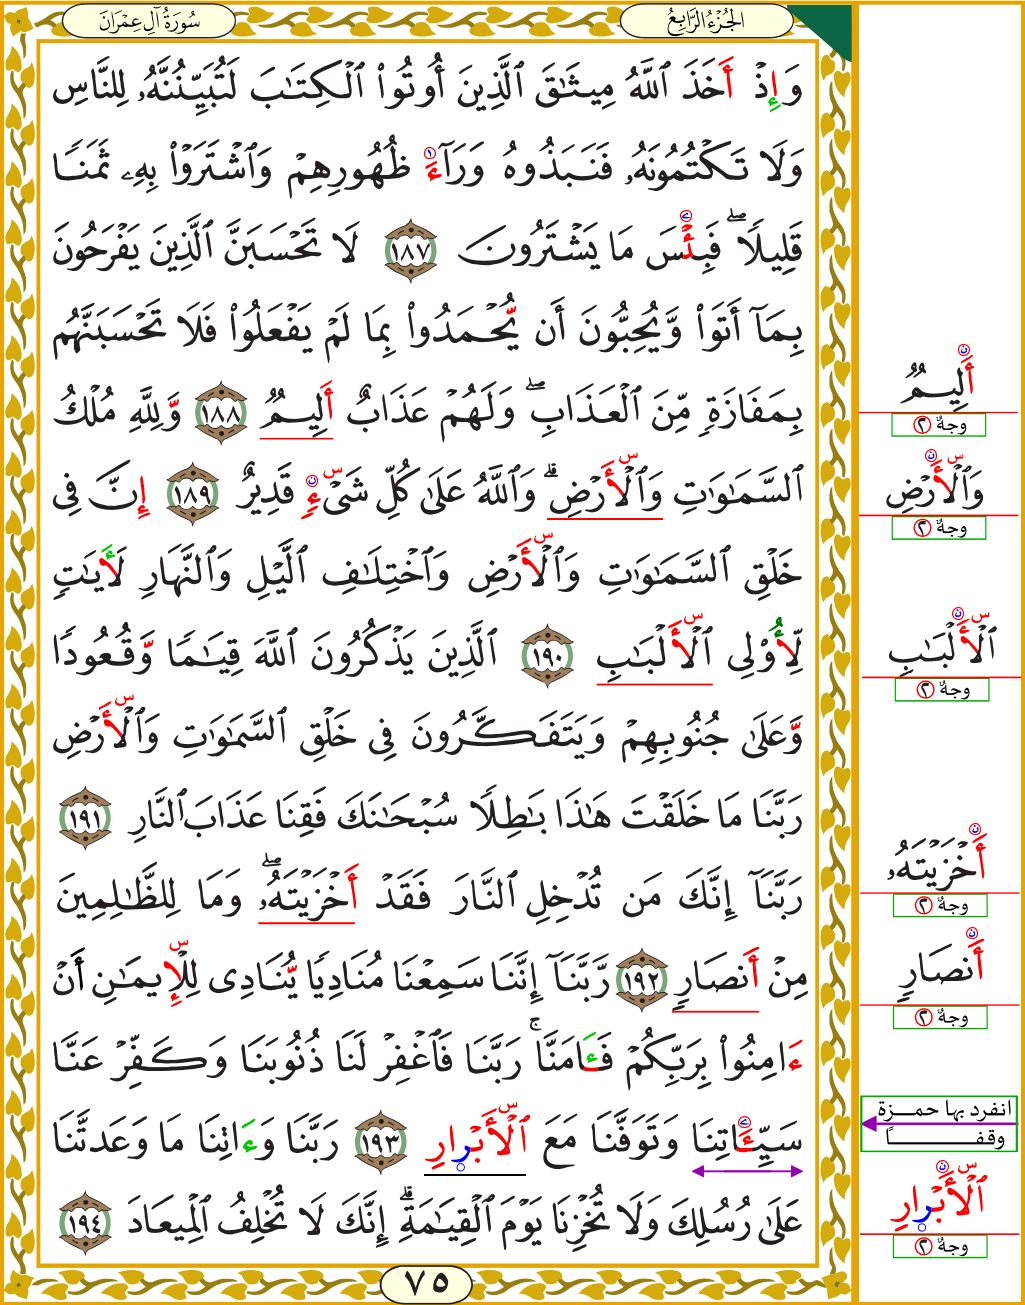 الجُزْءُ الرَّابِعُ
سُورَةُ آلِ عِمْرَانَ
وَإِذۡ أَخَذَ ٱللَّهُ مِيثَٰقَ ٱلَّذِينَ أُوتُواْ ٱلۡكِتَٰبَ لَتُبَيِّنُنَّهُۥ لِلنَّاسِ
وَلَا تَكۡتُمُونَهُۥ فَنَبَذُوهُ وَرَآءَ ظُهُورِهِمۡ وَٱشۡتَرَوۡاْ بِهِۦ ثَمَنٗا
قَلِيلٗاۖ فَبِئۡسَ مَا يَشۡتَرُونَ ١٨٧ لَا تَحۡسَبَنَّ ٱلَّذِينَ يَفۡرَحُونَ
بِمَآ أَتَواْ وَّيُحِبُّونَ أَن يُّحۡمَدُواْ بِمَا لَمۡ يَفۡعَلُواْ فَلَا تَحۡسَبَنَّهُم
بِمَفَازَةٖ مِّنَ ٱلۡعَذَابِۖ وَلَهُمۡ عَذَابٌ أَلِيمٞ ١٨٨ وَّلِلَّهِ مُلۡكُ
ٱلسَّمَٰوَٰتِ وَٱلۡأَرۡضِۗ وَٱللَّهُ عَلَىٰ كُلِّ شَيۡءٖ قَدِيرٌ ١٨٩ إِنَّ فِي
خَلۡقِ ٱلسَّمَٰوَٰتِ وَٱلۡأَرۡضِ وَٱخۡتِلَٰفِ ٱلَّيۡلِ وَٱلنَّهَارِ لَأٓيَٰتٖ
لِّأُوْلِي ٱلۡأَلۡبَٰبِ ١٩٠ ٱلَّذِينَ يَذۡكُرُونَ ٱللَّهَ قِيَٰمٗا وَّقُعُودٗا
وَّعَلَىٰ جُنُوبِهِمۡ وَيَتَفَكَّرُونَ فِي خَلۡقِ ٱلسَّمَٰوَٰتِ وَٱلۡأَرۡضِ
رَبَّنَا مَا خَلَقۡتَ هَٰذَا بَٰطِلٗا سُبۡحَٰنَكَ فَقِنَا عَذَابَ ٱلنَّارِ ١٩١
رَبَّنَآ إِنَّكَ مَن تُدۡخِلِ ٱلنَّارَ فَقَدۡ أَخۡزَيۡتَهُۥۖ وَمَا لِلظَّٰلِمِينَ
مِنۡ أَنصَارٖ ١٩٢ رَّبَّنَآ إِنَّنَا سَمِعۡنَا مُنَادِيٗا يُّنَادِي لِلۡإِيمَٰنِ أَنۡ
ءَامِنُواْ بِرَبِّكُمۡ فَـَٔامَنَّاۚ رَبَّنَا فَٱغۡفِرۡ لَنَا ذُنُوبَنَا وَكَفِّرۡ عَنَّا
سَيِّـَٔاتِنَا وَتَوَفَّنَا مَعَ ٱلۡأَبۡرِارِ ١٩٣ رَبَّنَا وَءَاتِنَا مَا وَعَدتَّنَا
عَلَىٰ رُسُلِكَ وَلَا تُخۡزِنَا يَوۡمَ ٱلۡقِيَٰمَةِۗ إِنَّكَ لَا تُخۡلِفُ ٱلۡمِيعَادَ ١٩٤
٧٥
أَلِيمٞ
وجهٌ ٢
وَٱلۡأَرۡضِ
وجهٌ ٢
ٱلۡأَلۡبَٰبِ
وجهٌ ٢
أَخۡزَيۡتَهُۥ
وجهٌ ٢
أَنصَارٖ
وجهٌ ٢
انفرد بها حمزة
وقفًا
ٱلۡأَبۡرِارِ
وجهٌ ٢